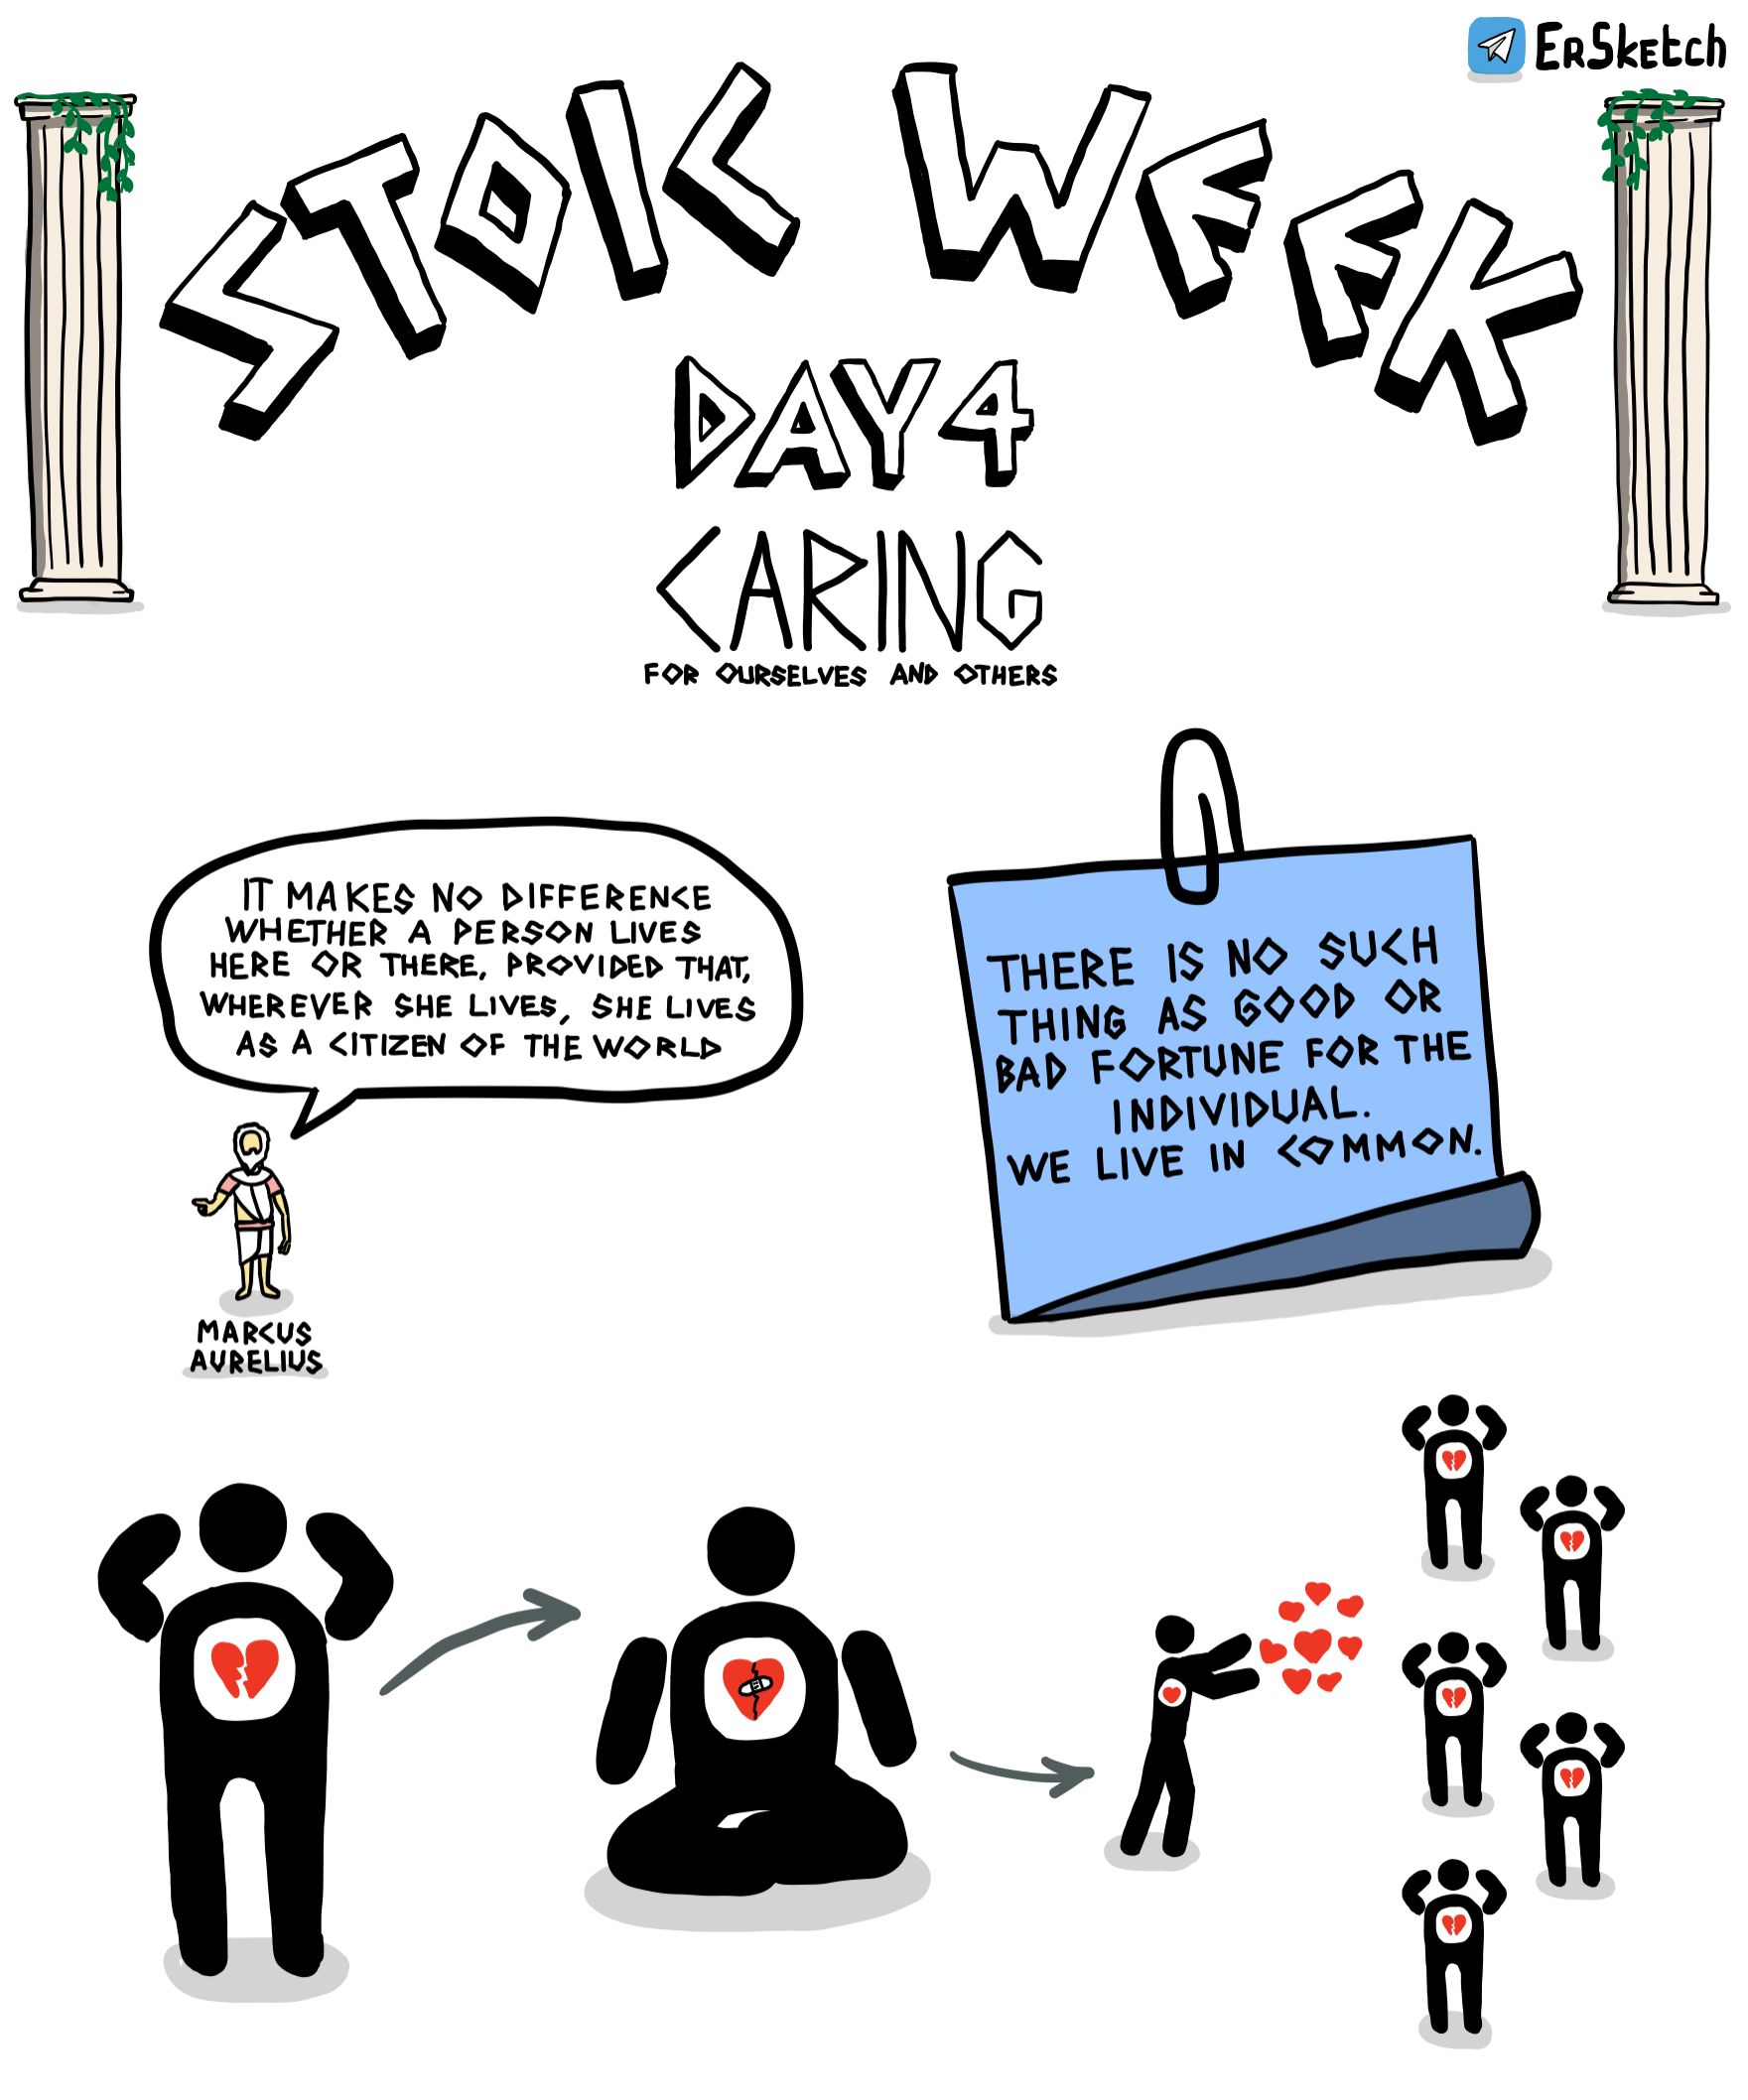 ErSketch
STOIC WEEK
DAY 4
CARING
FOR OURSELVES AND OTHERS
IT MAKES NO DIFFERENCE
WHETHER A PERSON LIVES
HERE OR THERE, PROVIDED THAT,
WHEREVER SHE LIVES, SHE LIVES
AS A CITIZEN OF THE WORLD
MARCUS
AURELIUS
THERE IS NO SUCH
THING AS GOOD OR
BAD FORTUNE FOR THE
INDIVIDUAL.
WE LIVE IN COMMON.